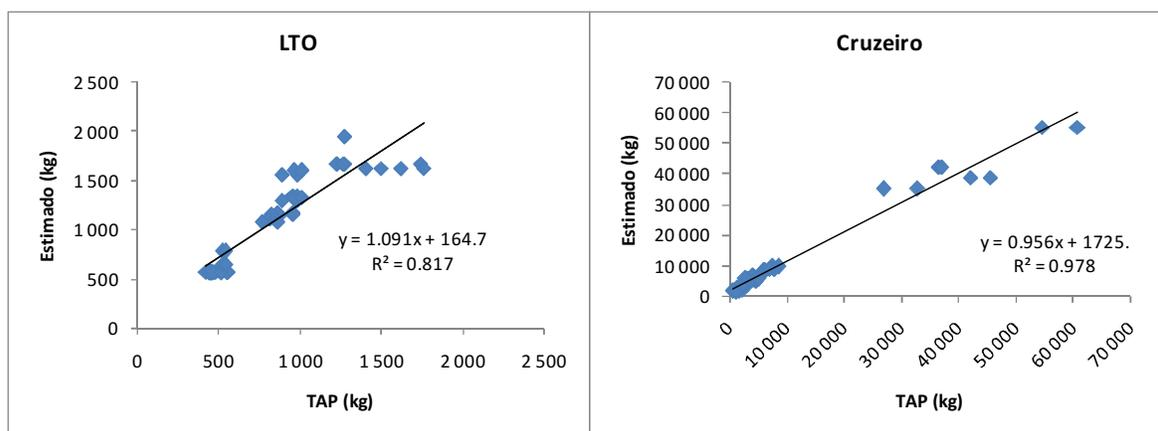 LTO
Estimado (kg)
2 500
2 000
1 500
1 000
500
0
y = 1.091x + 164.7
R² = 0.817
0 500 1 000 1 500 2 000 2 500
TAP (kg)
Cruzeiro
Estimado (kg)
70 000
60 000
50 000
40 000
30 000
20 000
10 000
0
y = 0.956x + 1725.
R² = 0.978
0 10 000 20 000 30 000 40 000 50 000 60 000 70 000
TAP (kg)